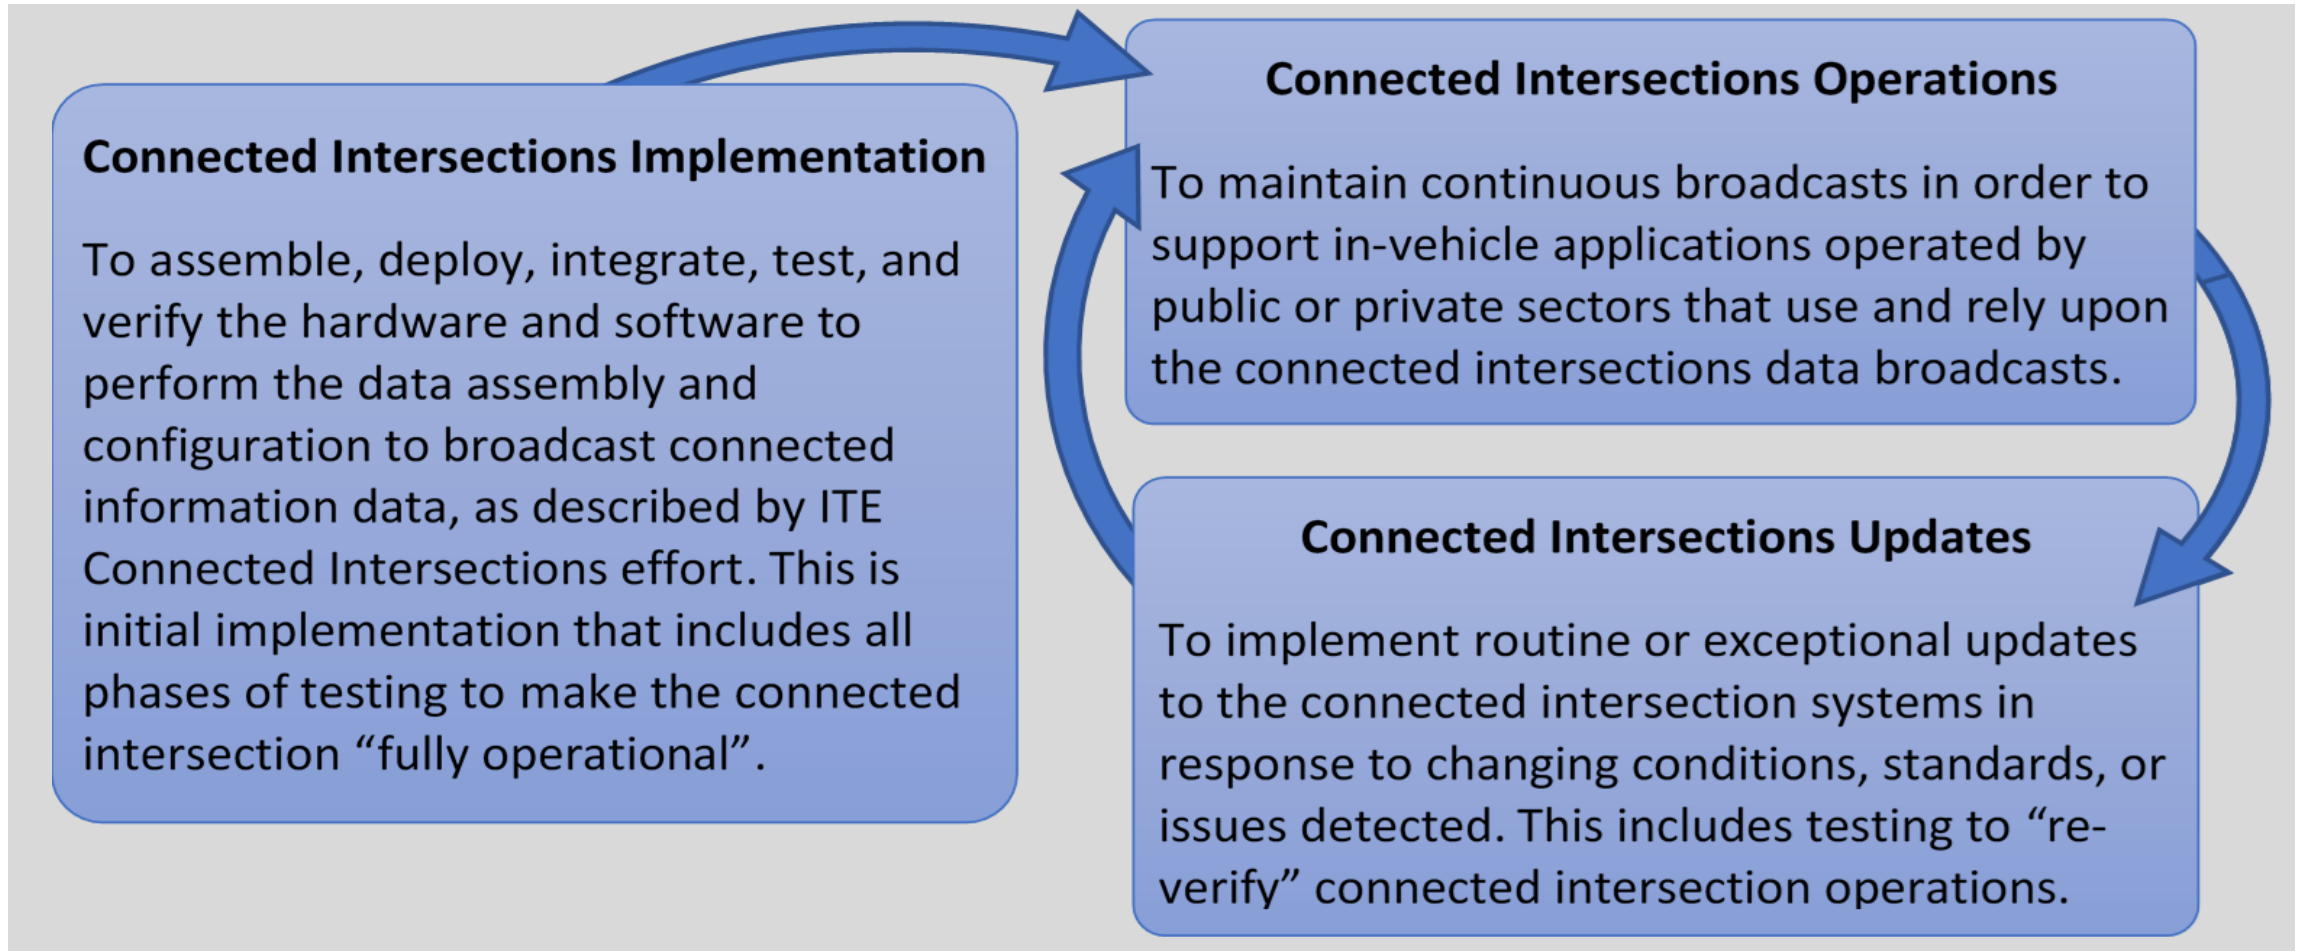 Connected Intersections Implementation
To assemble, deploy, integrate, test, and
verify the hardware and software to
perform the data assembly and
configuration to broadcast connected
information data, as described by ITE
Connected Intersections effort. This is
initial implementation that includes all
phases of testing to make the connected
intersection “fully operational”.
Connected Intersections Operations
To maintain continuous broadcasts in order to
support in-vehicle applications operated by
public or private sectors that use and rely upon
the connected intersections data broadcasts.
Connected Intersections Updates
To implement routine or exceptional updates
to the connected intersection systems in
response to changing conditions, standards, or
issues detected. This includes testing to “re-
verify” connected intersection operations.